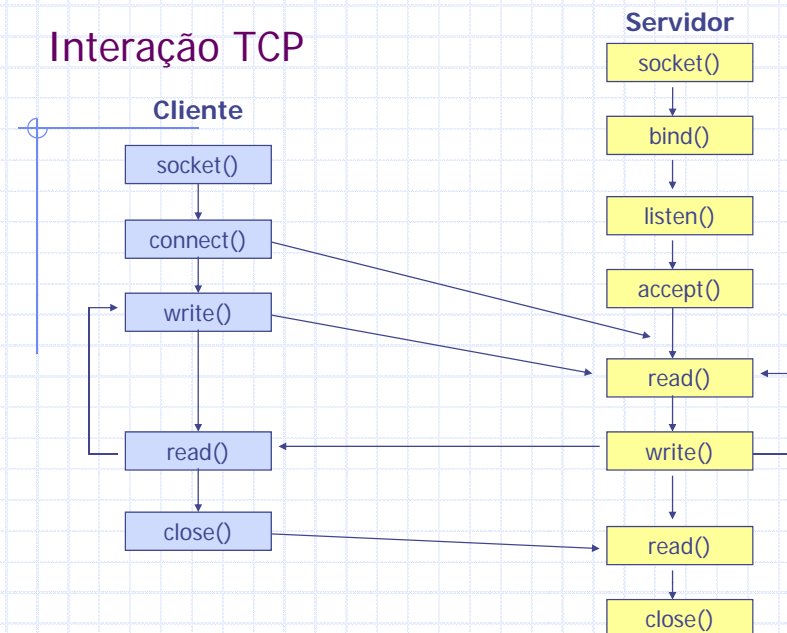 Interação TCP
Cliente
socket()
connect()
write()
read()
close()
Servidor
socket()
bind()
listen()
accept()
read()
write()
read()
close()